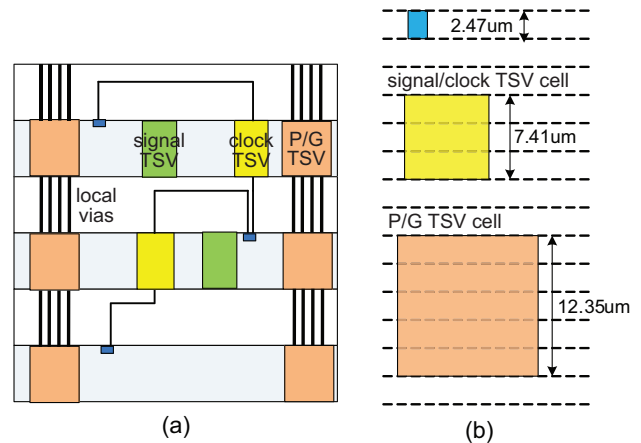 signal
TSV
clock
TSV
P/G
TSV
local
vias
(a)
2.47um
signal/clock TSV cell
7.41um
P/G TSV cell
12.35um
(b)